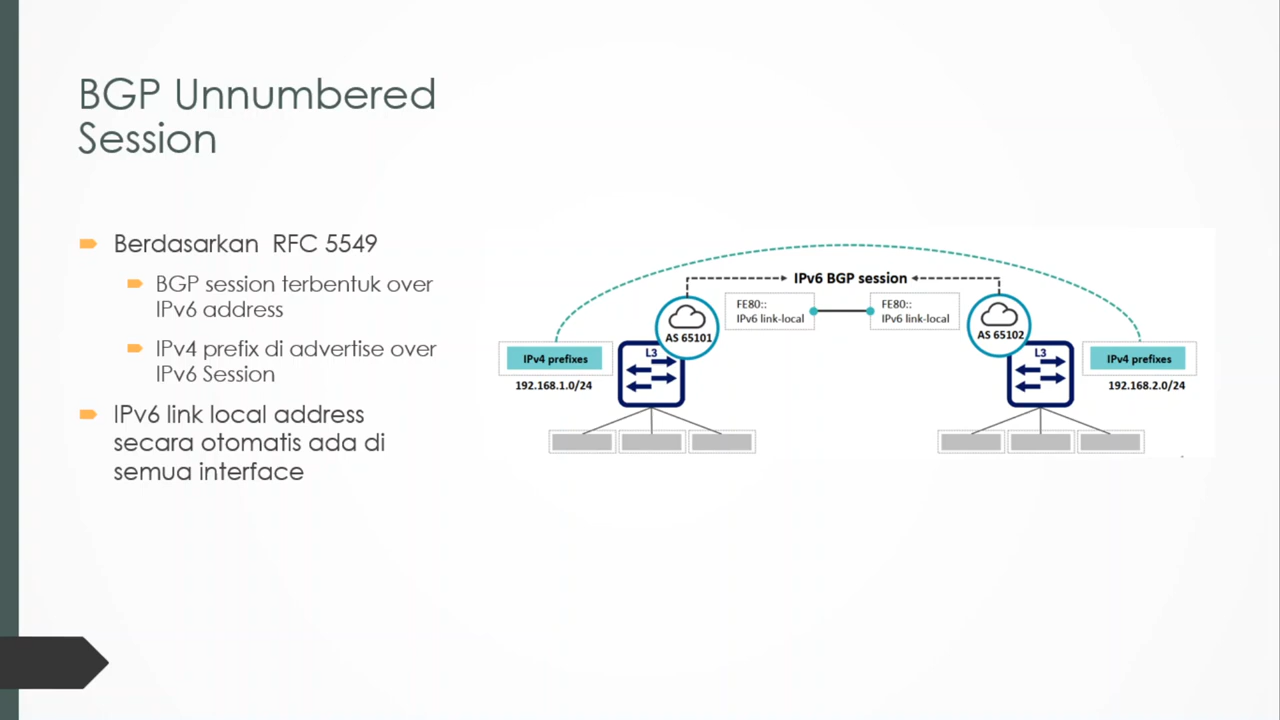 BGP Unnumbered
Session
Berdasarkan RFC 5549
BGP session terbentuk over
IPv6 address
IPv4 prefix di advertise over
IPv6 Session
IPv6 link local address
secara otomatis ada di
semua interface
IPv6 BGP session
FE80::
IPv6 link-local
FE80::
IPv6 link-local
AS 65101
AS 65102
L3
L3
IPv4 prefixes
192.168.1.0/24
IPv4 prefixes
192.168.2.0/24